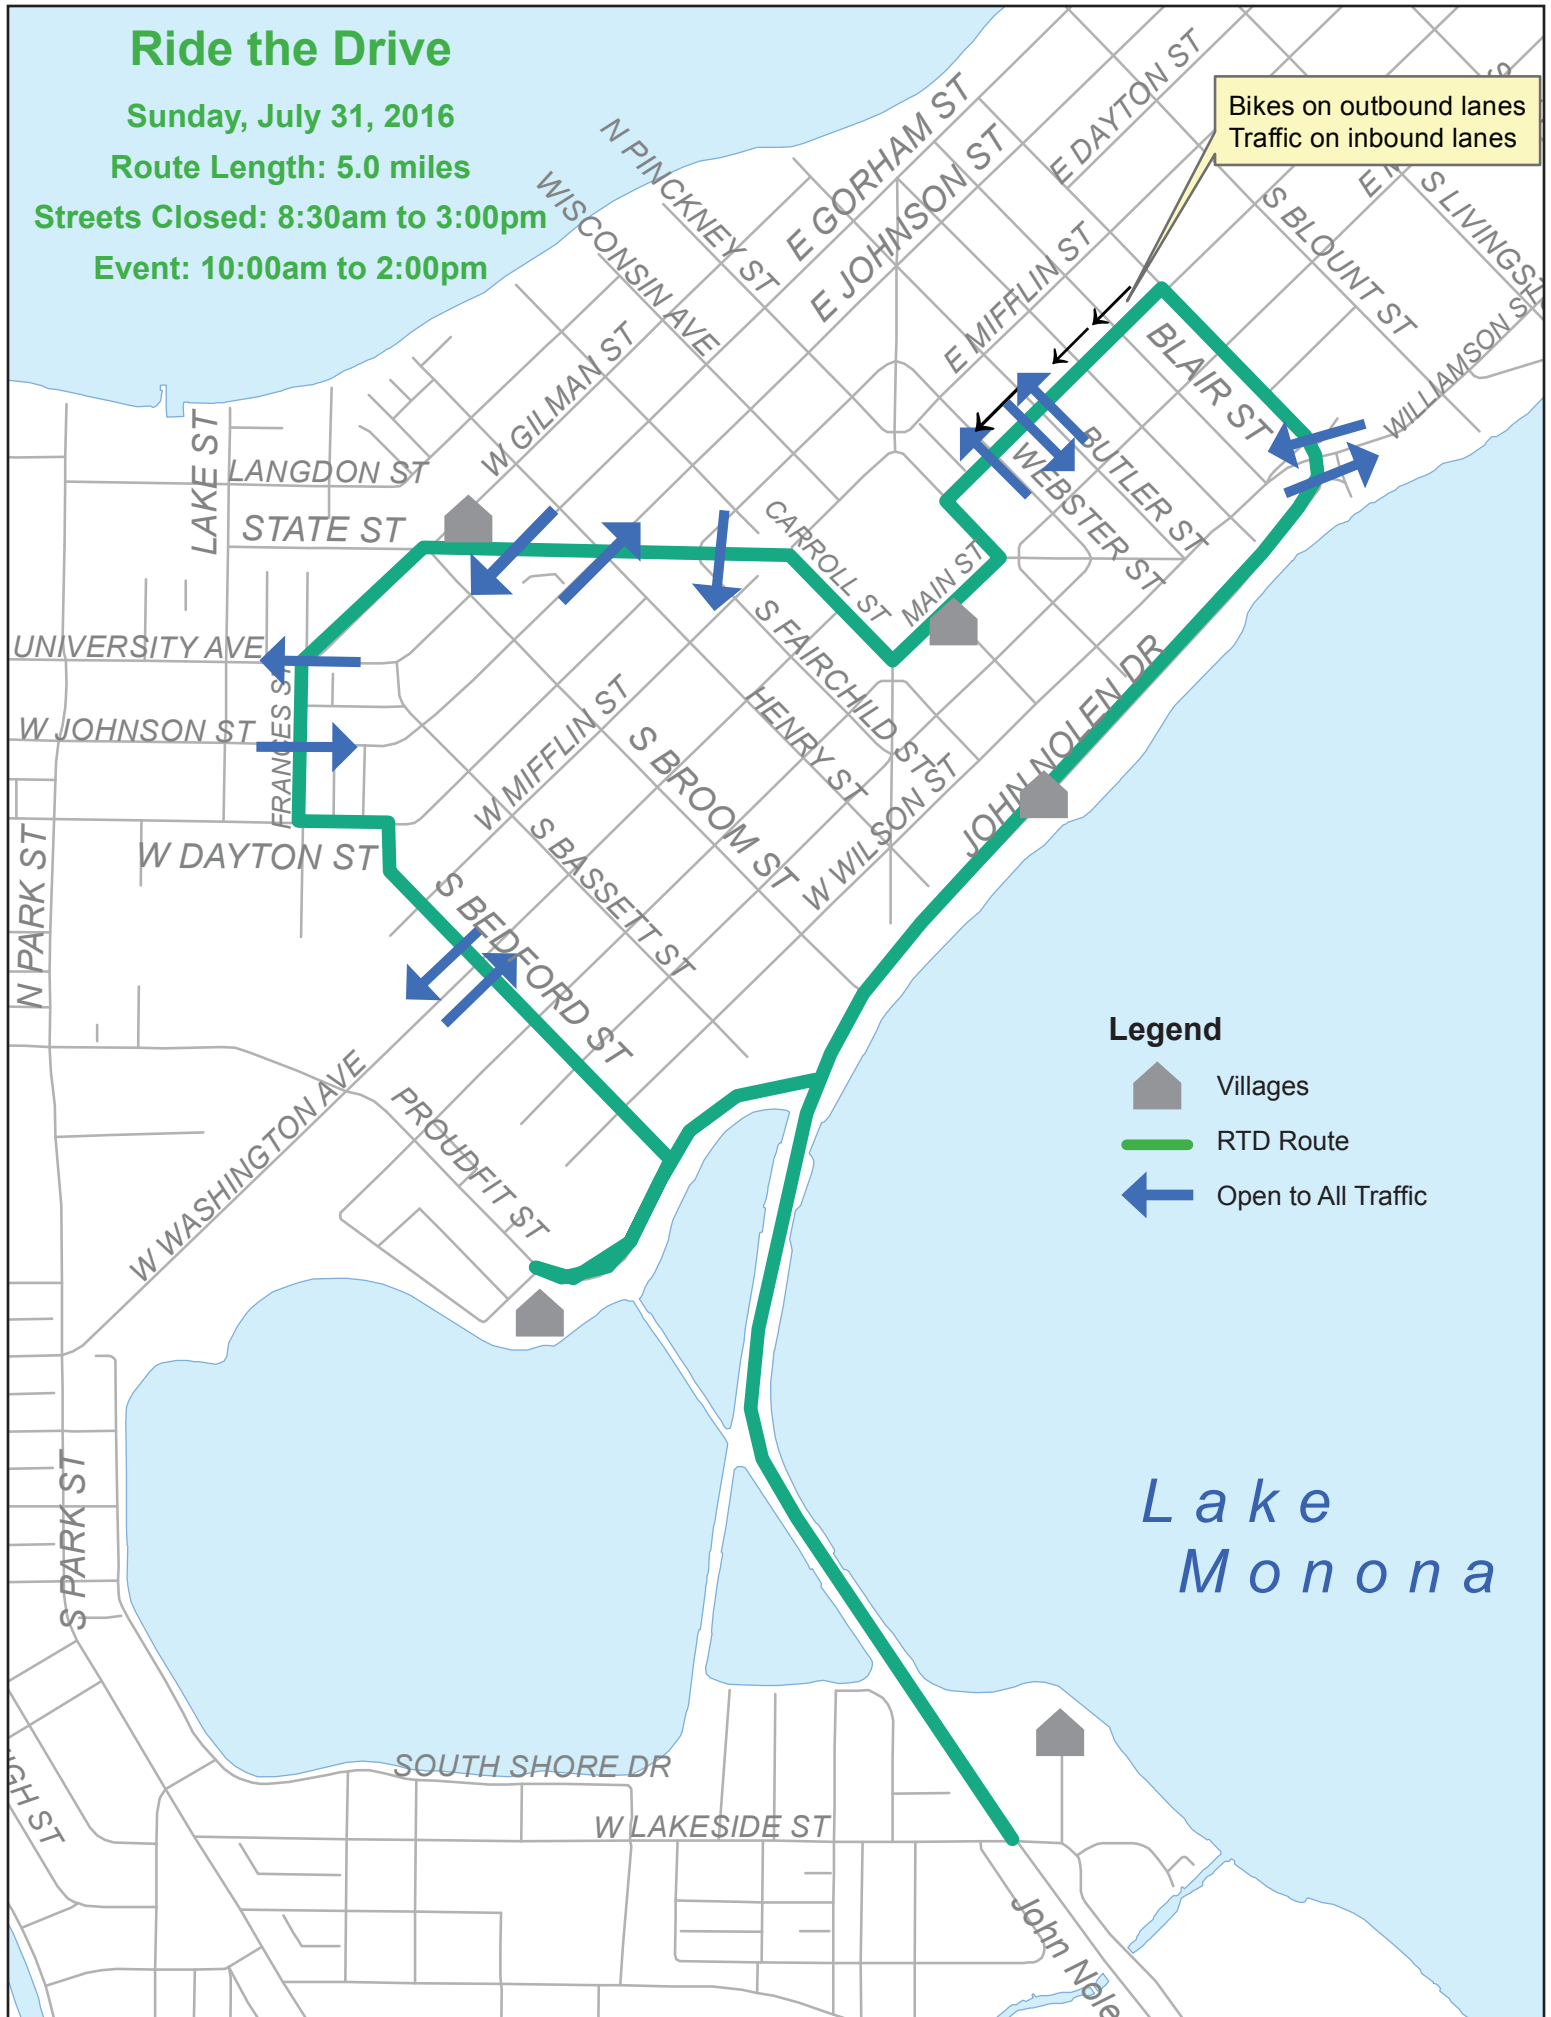 Ride the Drive
Sunday, July 31, 2016
Route Length: 5.0 miles
Streets Closed: 8:30am to 3:00pm
Event: 10:00am to 2:00pm
Bikes on outbound lanes
Traffic on inbound lanes
N PINCKNEY ST
WISCONSIN AVE
E GORHAM ST
E JOHNSON ST
E DAYTON ST
E MIFFLIN ST
S BLOUNT ST
S LIVINGST
WILLIAMSON S
BLAIR ST
BUTLER ST
WEBSTER ST
W GILMAN ST
LANGDON ST
LAKE ST
STATE ST
CARROLL ST
MAIN ST
S FAIRCHILD ST
HENRY ST
UNIVERSITY AVE
W JOHNSON ST
FRANCES S
W MIFFLIN ST
S BROOM ST
W WILSON ST
JOHN NOLEN DR
W DAYTON ST
N PARK ST
S BASSETT ST
S BEDFORD ST
W WASHINGTON AVE
PROUDFIT ST
Legend
Villages
RTD Route
Open to All Traffic
Lake
Monona
S PARK ST
SOUTH SHORE DR
W LAKESIDE ST
GH ST
John Nole